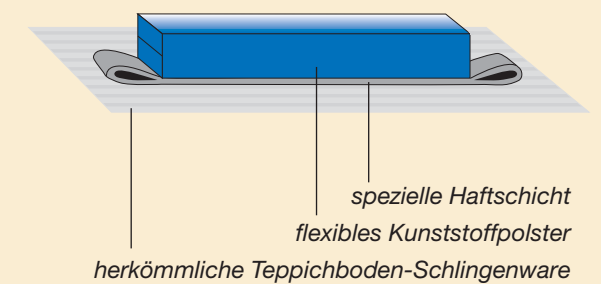 spezielle Haftschicht
flexibles Kunststoffpolster
herkömmliche Teppichboden-Schlingenware